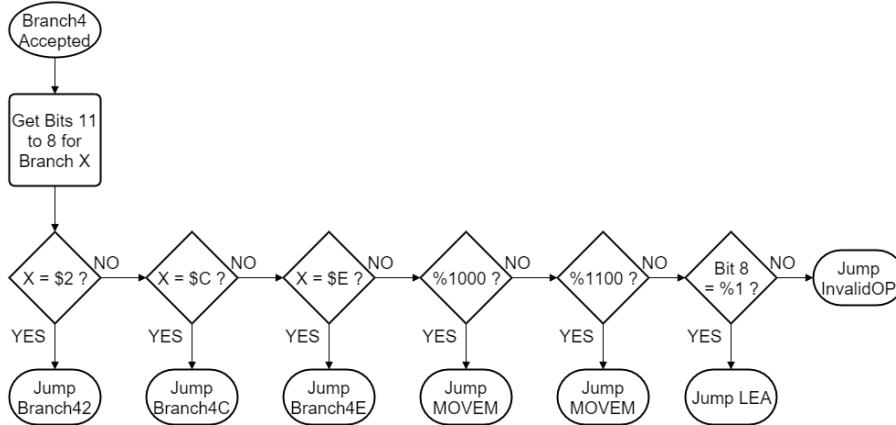 Branch4
Accepted
Get Bits 11
to 8 for
Branch X
X = $2 ?
NO
X = $C ?
NO
X = $E ?
NO
%1000 ?
NO
%1100 ?
NO
Bit 8
= %1 ?
NO
Jump
InvalidOP
YES
YES
YES
YES
YES
YES
Jump
Branch42
Jump
Branch4C
Jump
Branch4E
Jump
MOVEM
Jump
MOVEM
Jump LEA